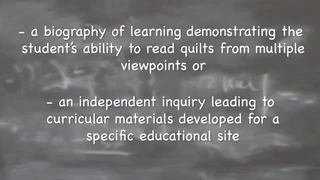 - a biography of learning demonstrating the
student's ability to read quilts from multiple
viewpoints or
- an independent inquiry leading to
curricular materials developed for a
specific educational site